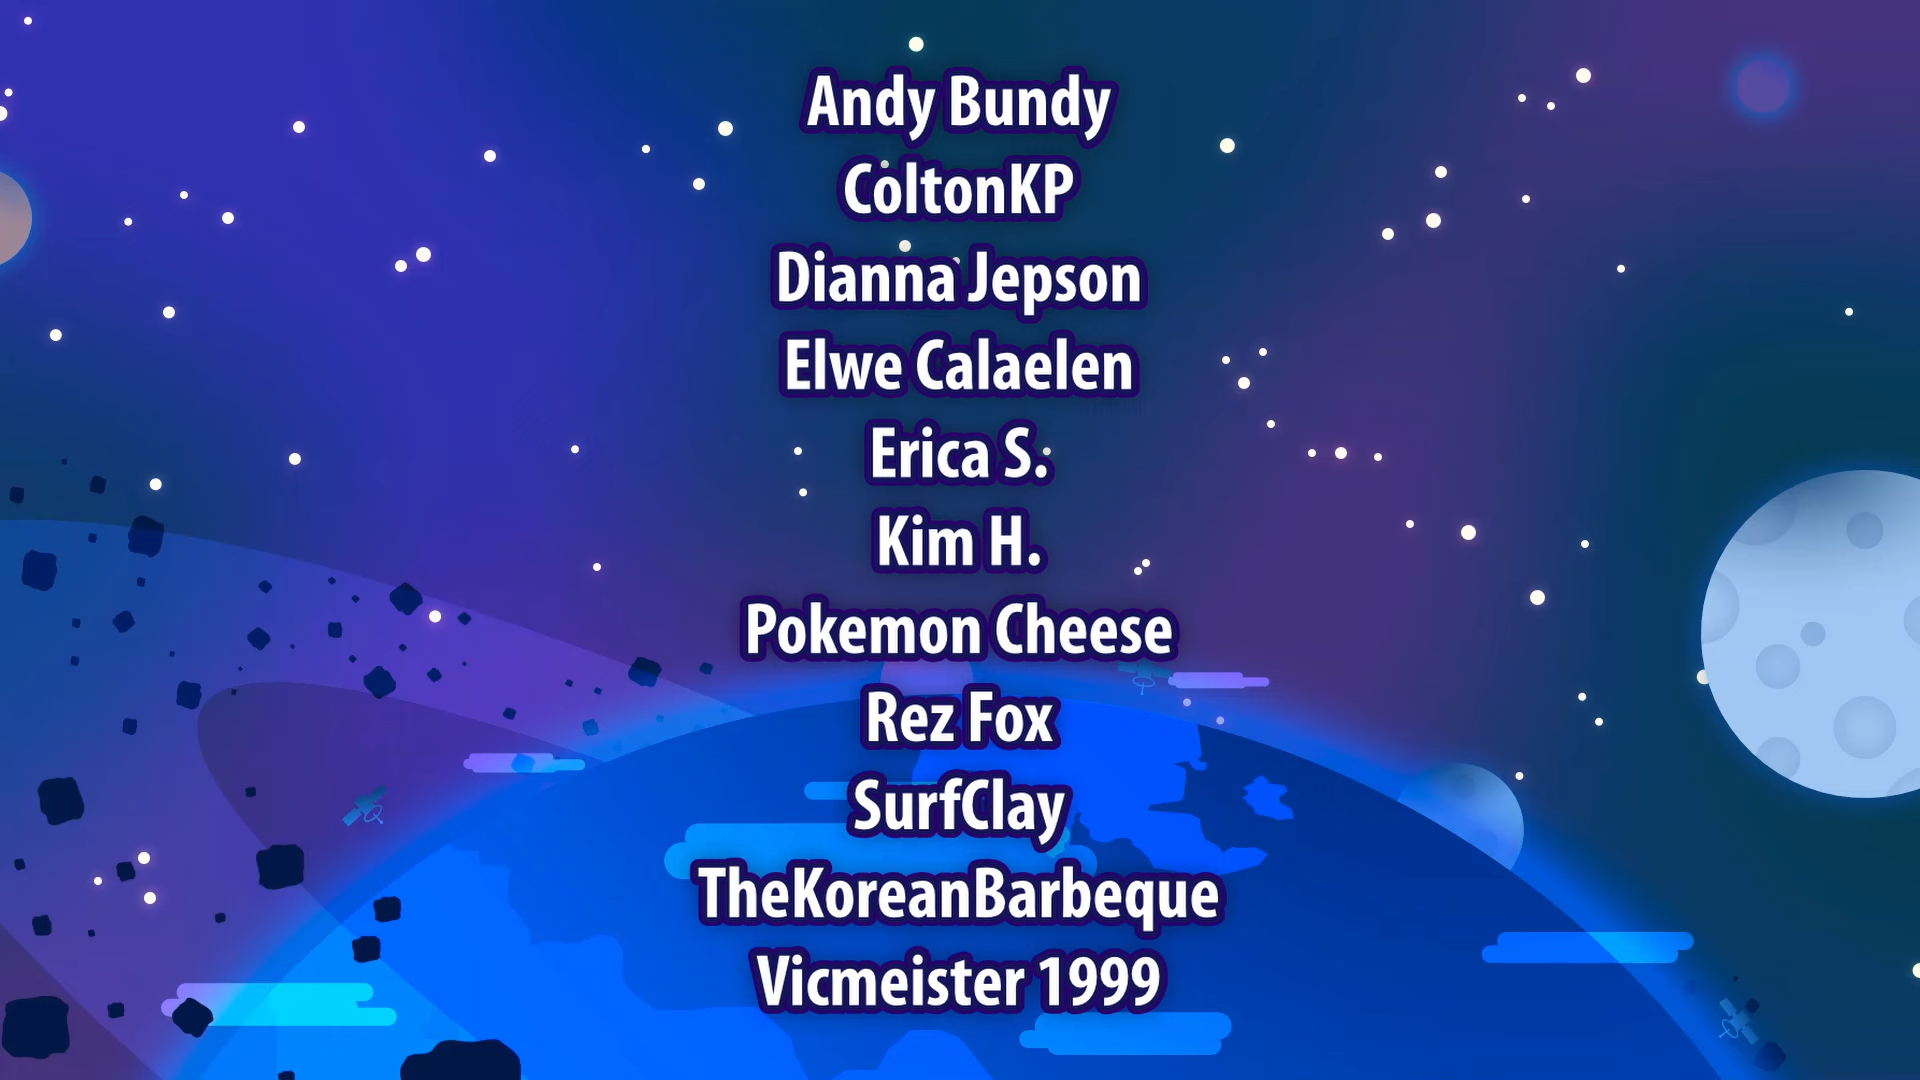 Andy Bundy
ColtonKP
Dianna Jepson
Elwe Calaelen
Erica S.
Kim H.
Pokemon Cheese
Rez Fox
SurfClay
TheKoreanBarbeque
Vicmeister 1999